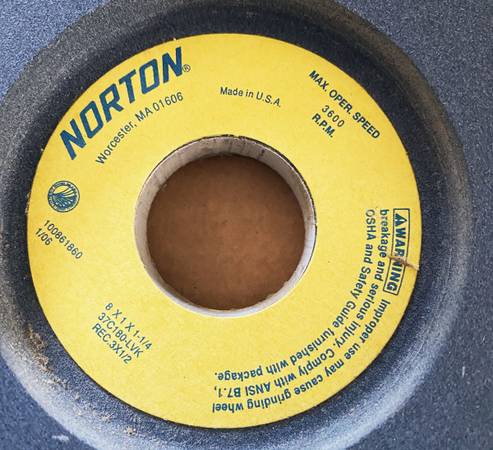 NORTON®
Worcester, MA 01606
Made in U.S.A.
MAX. OPER. SPEED
3600
R.P.M.
⚠WARNING Improper use may cause grinding wheel
breakage and serious injury. Comply with ANSI B7.1,
OSHA and Safety Guide furnished with package.
8 X 1 X 1-1/4
37C180-LVK
REC.3X1/2
100861860
1/06